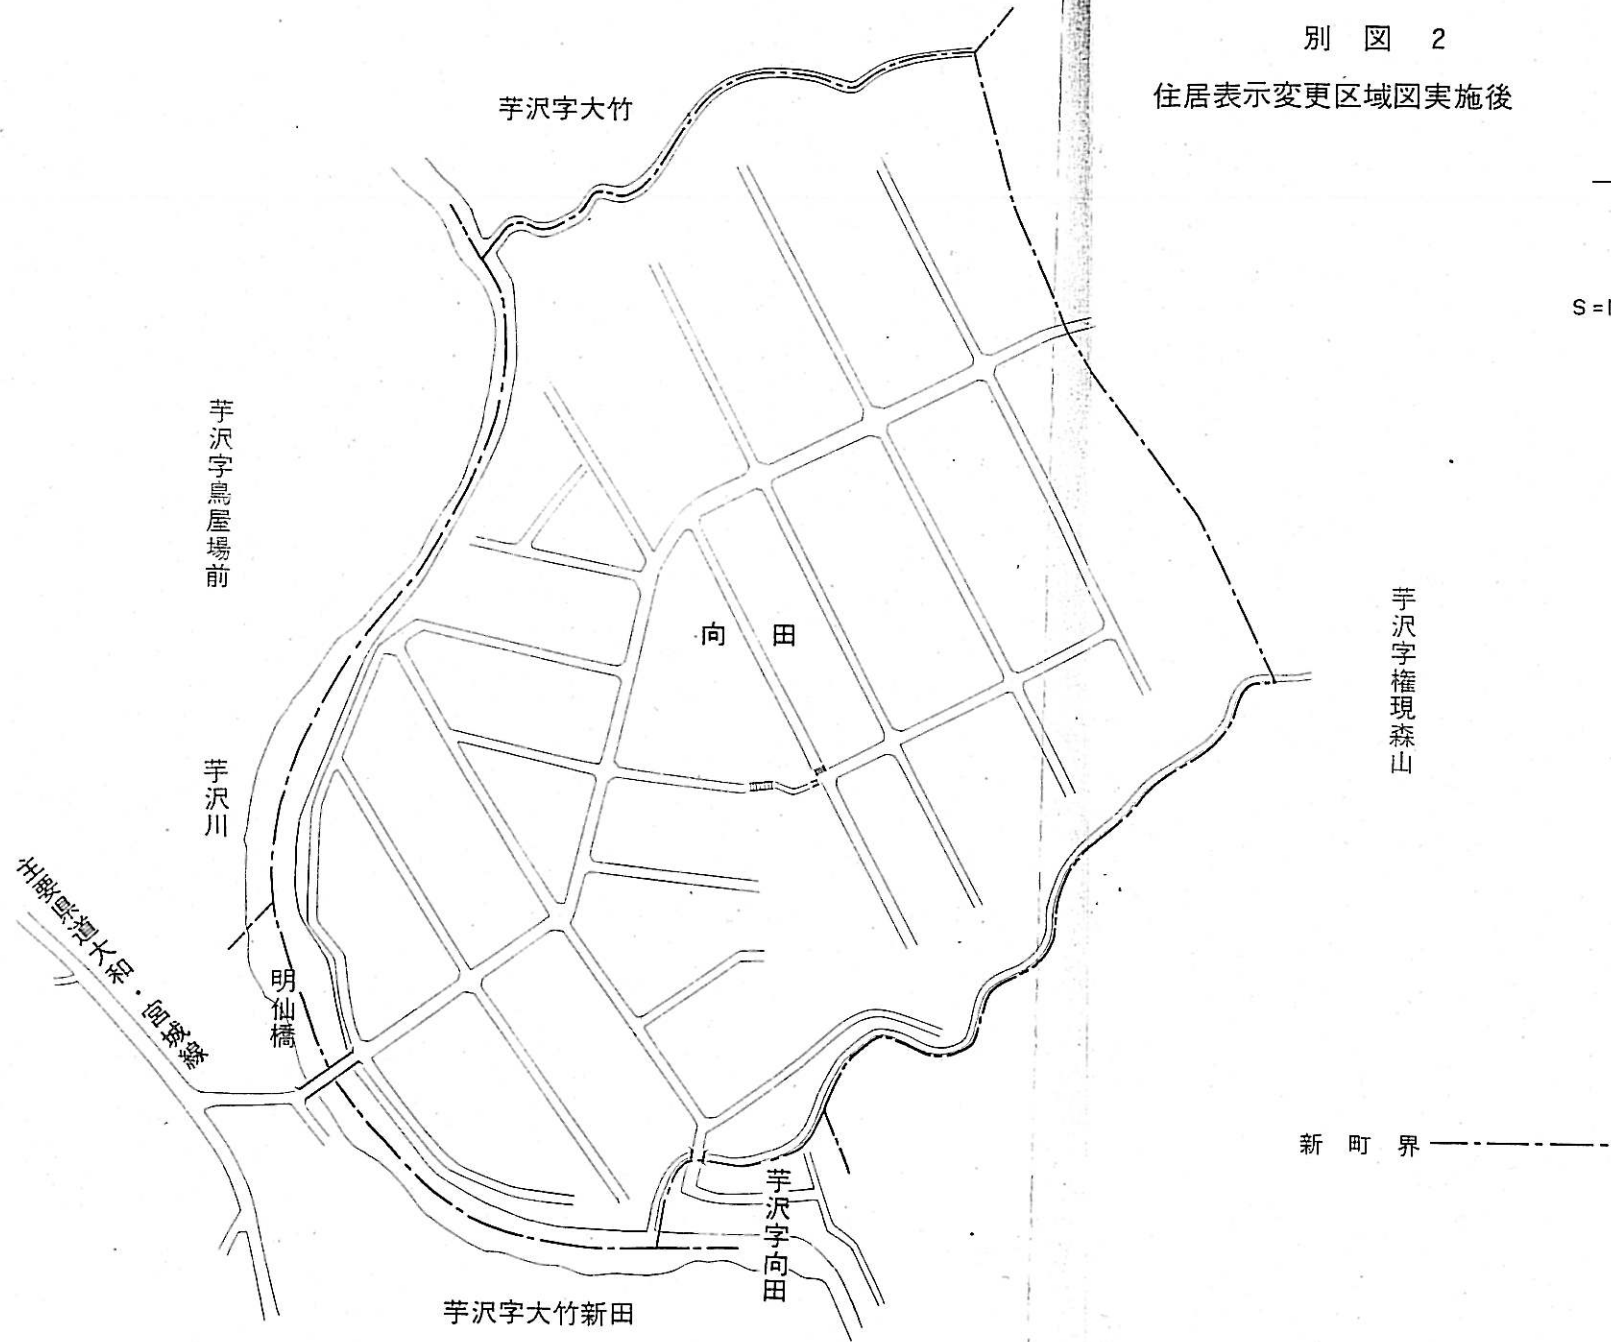 別図 2
住居表示変更区域図実施後
芋沢字大竹
S=1
芋沢字鳥屋場前
向田
芋沢字権現森山
芋沢川
主要県道大和・宮城線
明仙橋
新町界
芋沢字向田
芋沢字大竹新田